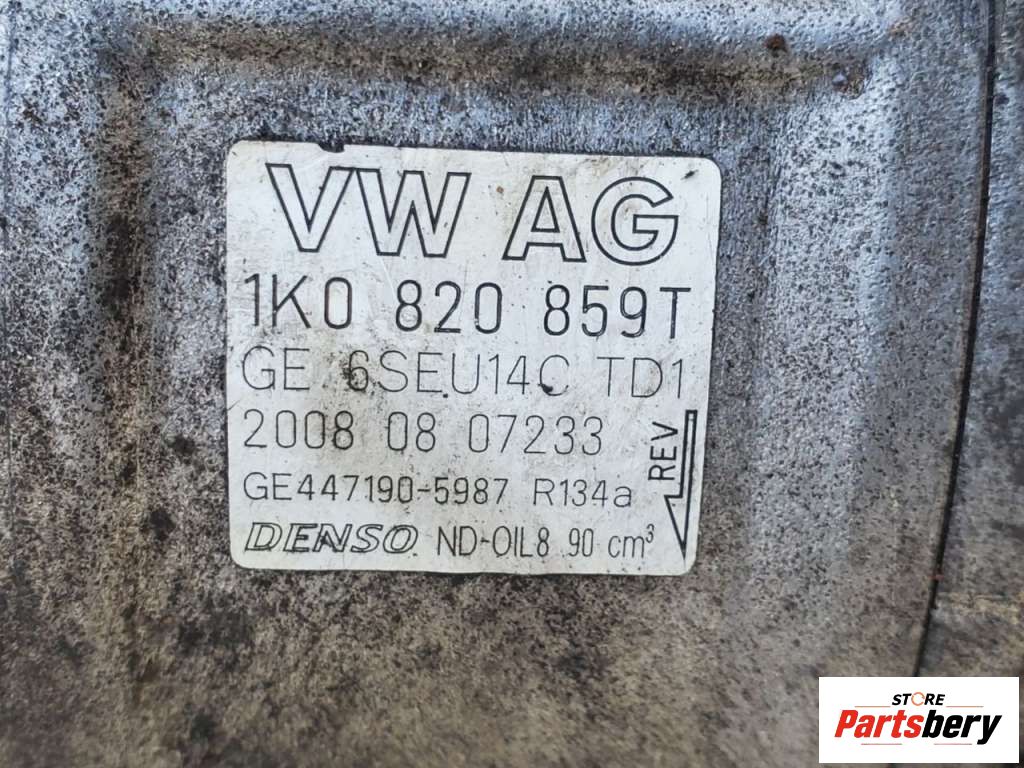 VW AG
1K0 820 859T
GE 6SEU14C TD1
2008 08 07233
REV
GE447190-5987 R134a
DENSO ND-OIL8 90 cm³
STORE
Partsbery